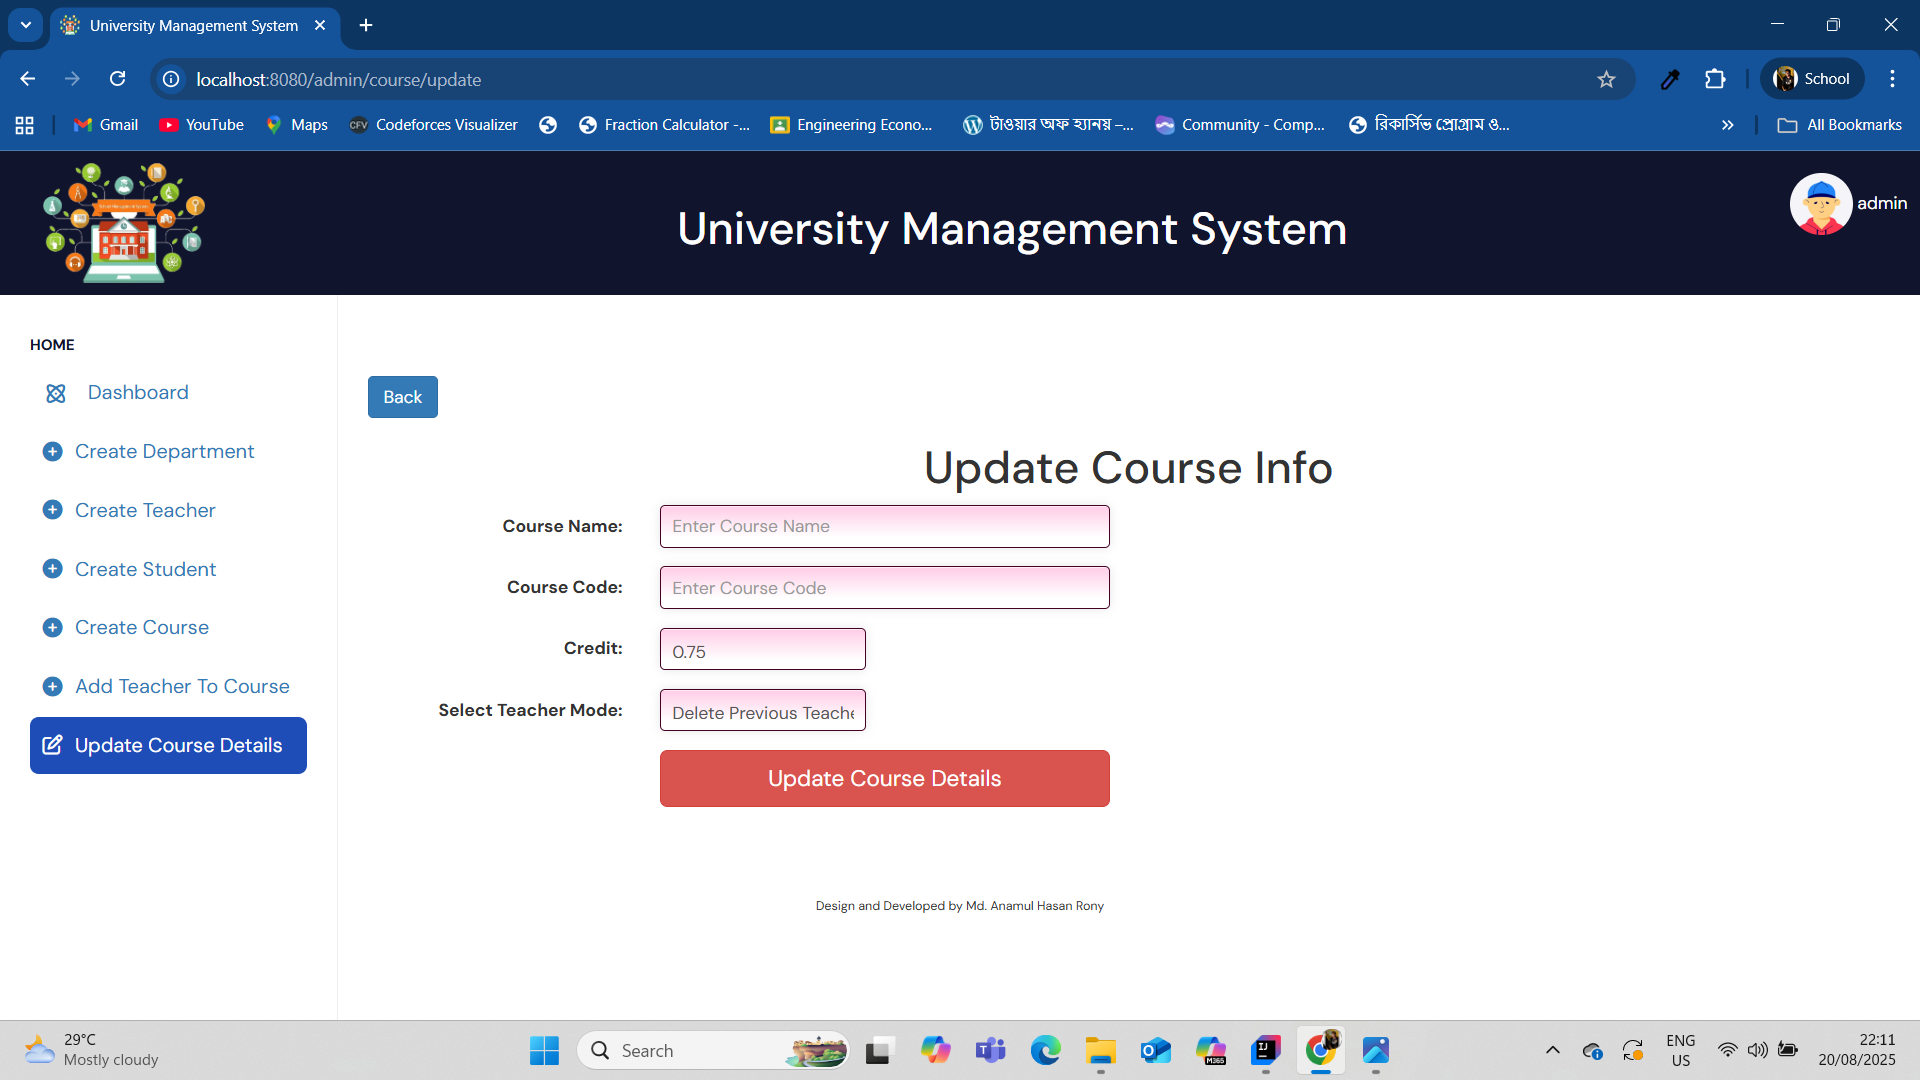 University Management System
localhost:8080/admin/course/update
School
Gmail
YouTube
Maps
CFV
Codeforces Visualizer
Fraction Calculator -...
Engineering Econo...
টাওয়ার অফ হ্যানয় –...
Community - Comp...
রিকার্সিভ প্রোগ্রাম ও...
All Bookmarks
University Management System
admin
HOME
Dashboard
Create Department
Create Teacher
Create Student
Create Course
Add Teacher To Course
Update Course Details
Back
Update Course Info
Course Name:
Enter Course Name
Course Code:
Enter Course Code
Credit:
0.75
Select Teacher Mode:
Delete Previous Teache
Update Course Details
Design and Developed by Md. Anamul Hasan Rony
29°C
Mostly cloudy
Search
M365
IJ
ENG
US
22:11
20/08/2025